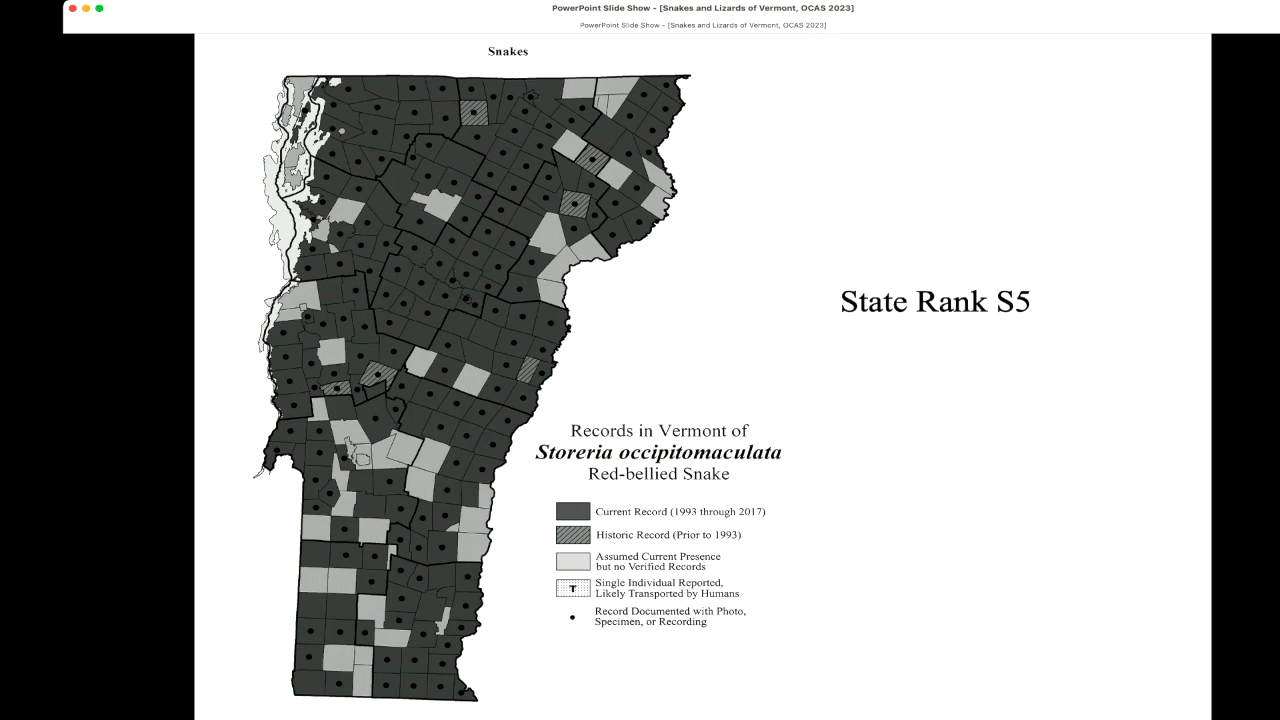 PowerPoint Slide Show - [Snakes and Lizards of Vermont, OCAS 2023]
PowerPoint Slide Show - [Snakes and Lizards of Vermont, OCAS 2023]
Snakes
State Rank S5
Records in Vermont of
Storeria occipitomaculata
Red-bellied Snake
Current Record (1993 through 2017)
Historic Record (Prior to 1993)
Assumed Current Presence
but no Verified Records
T
Single Individual Reported,
Likely Transported by Humans
Record Documented with Photo,
Specimen, or Recording